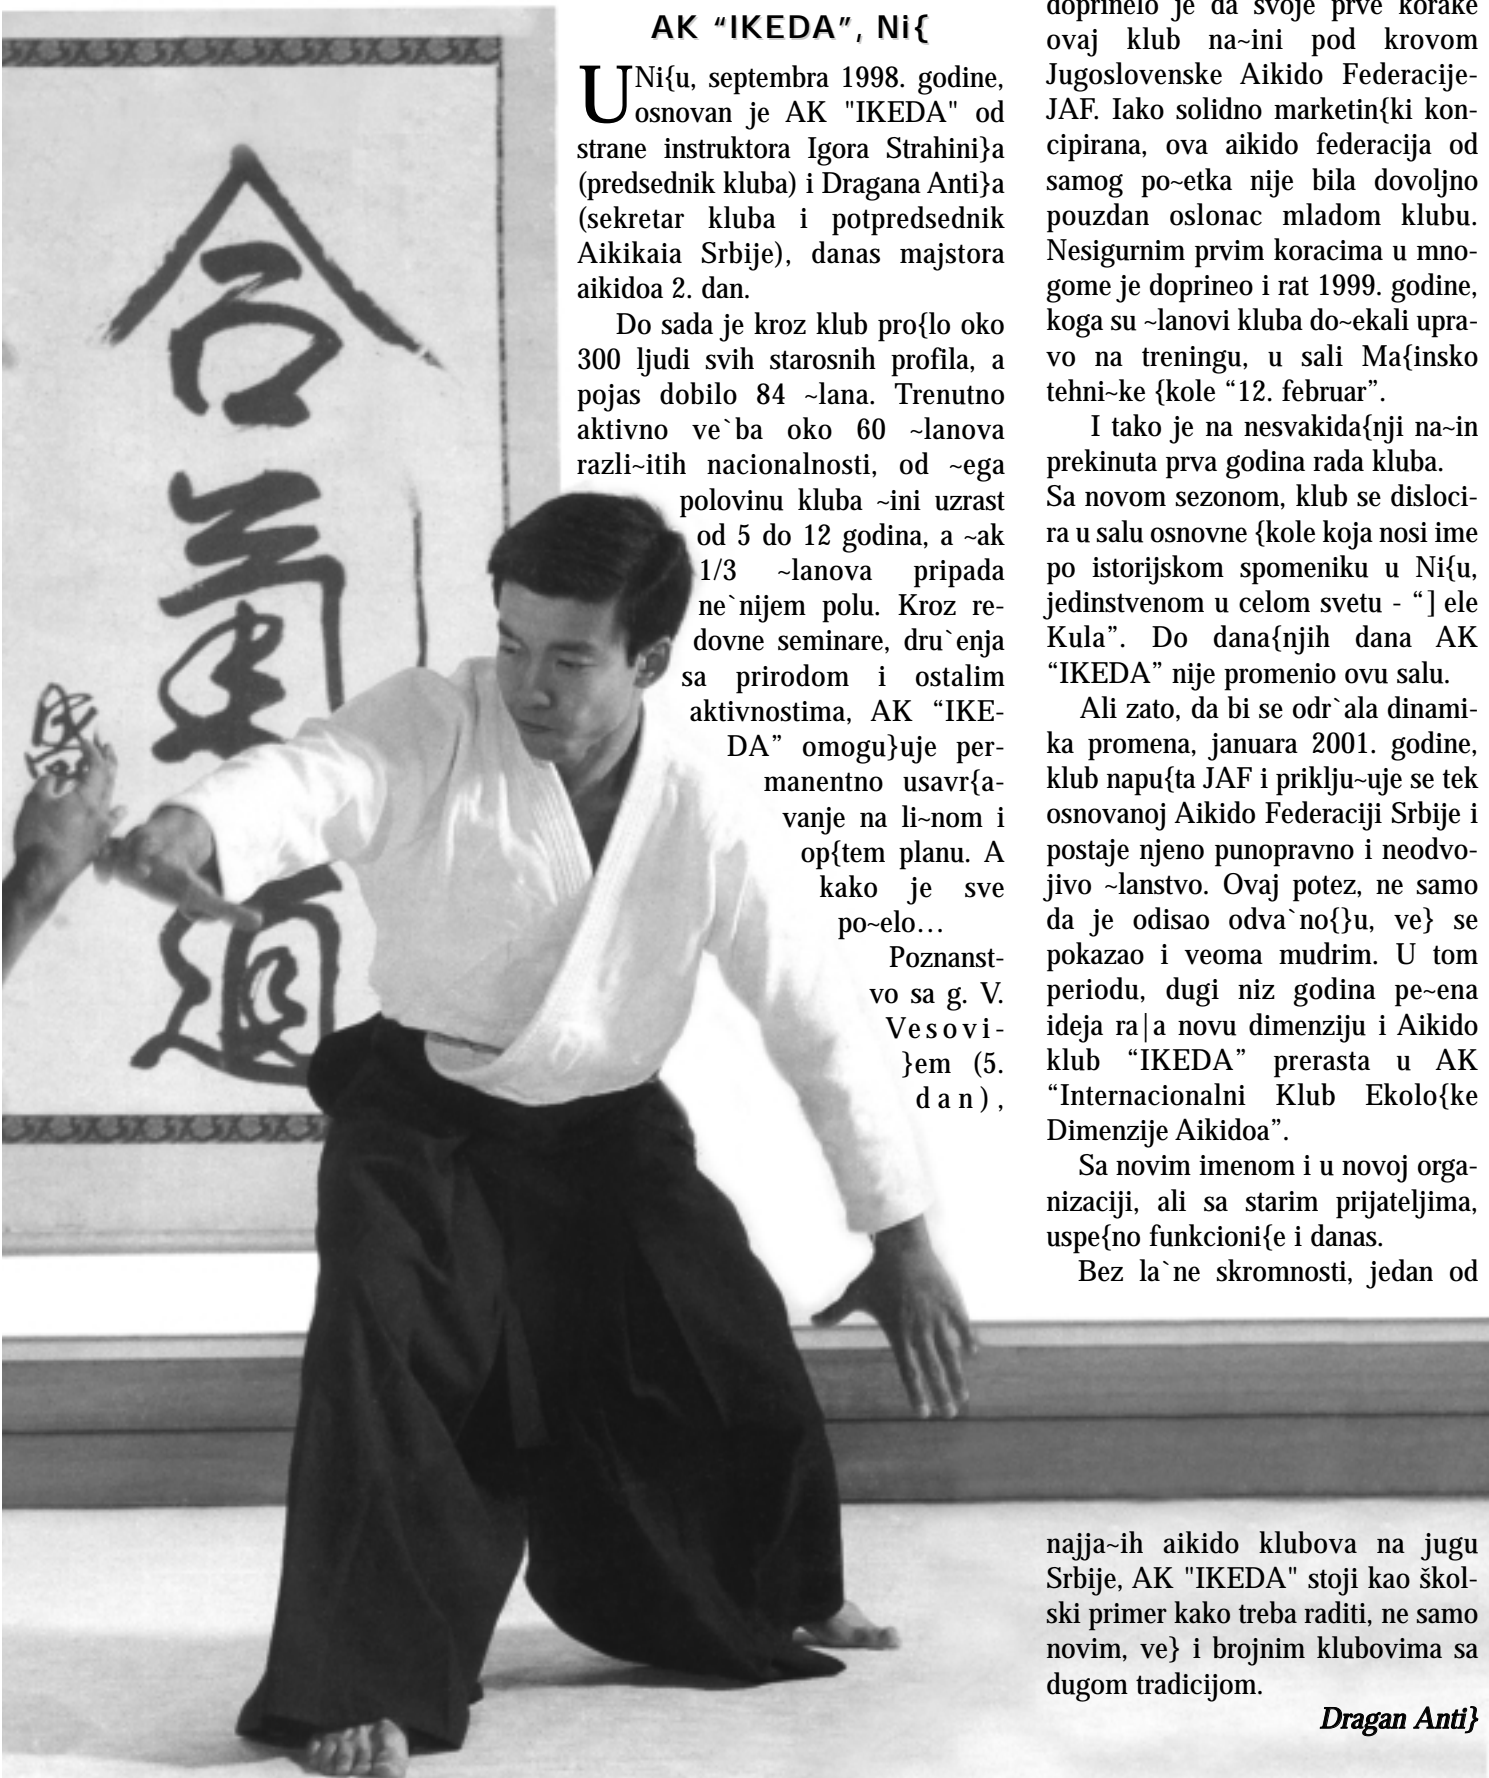 合
氣
道
AK “IKEDA”, Ni{
U Ni{u, septembra 1998. godine,
osnovan je AK "IKEDA" od
strane instruktora Igora Strahini}a
(predsednik kluba) i Dragana Anti}a
(sekretar kluba i potpredsednik
Aikikaia Srbije), danas majstora
aikidoa 2. dan.
Do sada je kroz klub pro{lo oko
300 ljudi svih starosnih profila, a
pojas dobilo 84 ~lana. Trenutno
aktivno ve`ba oko 60 ~lanova
razli~itih nacionalnosti, od ~ega
polovinu kluba ~ini uzrast
od 5 do 12 godina, a ~ak
1/3 ~lanova pripada
ne`nijem polu. Kroz re-
dovne seminare, dru`enja
sa prirodom i ostalim
aktivnostima, AK “IKE-
DA” omogu}uje per-
manentno usavr{a-
vanje na li~nom i
op{tem planu. A
kako je sve
po~elo…
Poznanst-
vo sa g. V.
Vesovi-
}em (5.
dan),
doprinelo je da svoje prve korake
ovaj klub na~ini pod krovom
Jugoslovenske Aikido Federacije-
JAF. Iako solidno marketin{ki kon-
cipirana, ova aikido federacija od
samog po~etka nije bila dovoljno
pouzdan oslonac mladom klubu.
Nesigurnim prvim koracima u mno-
gome je doprineo i rat 1999. godine,
koga su ~lanovi kluba do~ekali upra-
vo na treningu, u sali Ma{insko
tehni~ke {kole “12. februar”.
I tako je na nesvakida{nji na~in
prekinuta prva godina rada kluba.
Sa novom sezonom, klub se disloci-
ra u salu osnovne {kole koja nosi ime
po istorijskom spomeniku u Ni{u,
jedinstvenom u celom svetu - “] ele
Kula”. Do dana{njih dana AK
“IKEDA” nije promenio ovu salu.
Ali zato, da bi se odr`ala dinami-
ka promena, januara 2001. godine,
klub napu{ta JAF i priklju~uje se tek
osnovanoj Aikido Federaciji Srbije i
postaje njeno punopravno i neodvo-
jivo ~lanstvo. Ovaj potez, ne samo
da je odisao odva`no{}u, ve} se
pokazao i veoma mudrim. U tom
periodu, dugi niz godina pe~ena
ideja ra|a novu dimenziju i Aikido
klub “IKEDA” prerasta u AK
“Internacionalni Klub Ekolo{ke
Dimenzije Aikidoa”.
Sa novim imenom i u novoj orga-
nizaciji, ali sa starim prijateljima,
uspe{no funkcioni{e i danas.
Bez la`ne skromnosti, jedan od
najja~ih aikido klubova na jugu
Srbije, AK "IKEDA" stoji kao škol-
ski primer kako treba raditi, ne samo
novim, ve} i brojnim klubovima sa
dugom tradicijom.
Dragan Anti}